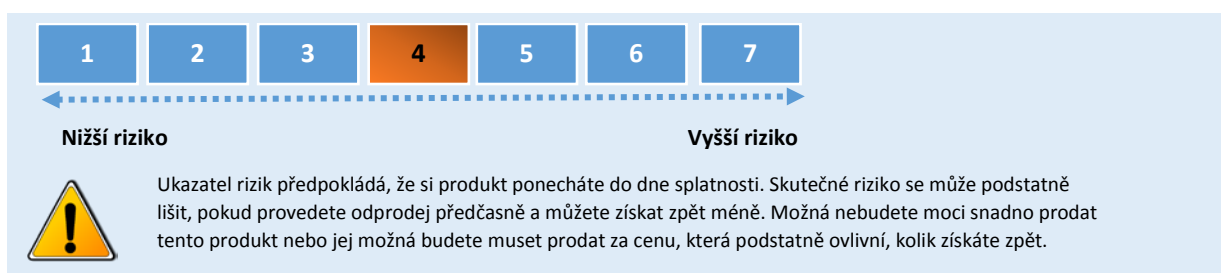 1 2 3 4 5 6 7
Nižší riziko Vyšší riziko
Ukazatel rizik předpokládá, že si produkt ponecháte do dne splatnosti. Skutečné riziko se může podstatně
lišit, pokud provedete odprodej předčasně a můžete získat zpět méně. Možná nebudete moci snadno prodat
tento produkt nebo jej možná budete muset prodat za cenu, která podstatně ovlivní, kolik získáte zpět.